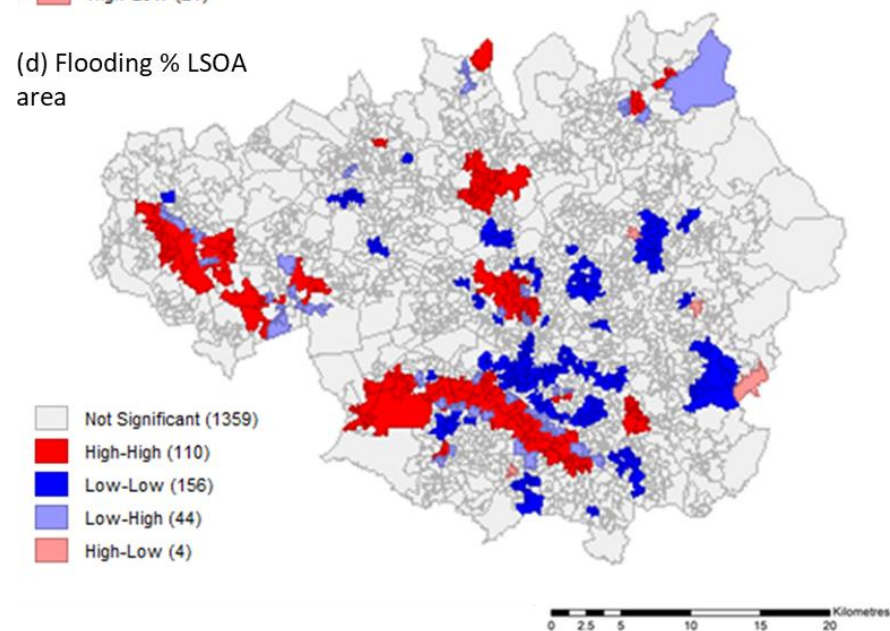 (d) Flooding % LSOA
area
Not Significant (1359)
High-High (110)
Low-Low (156)
Low-High (44)
High-Low (4)
Kilometres
0 2.5 5 10 15 20